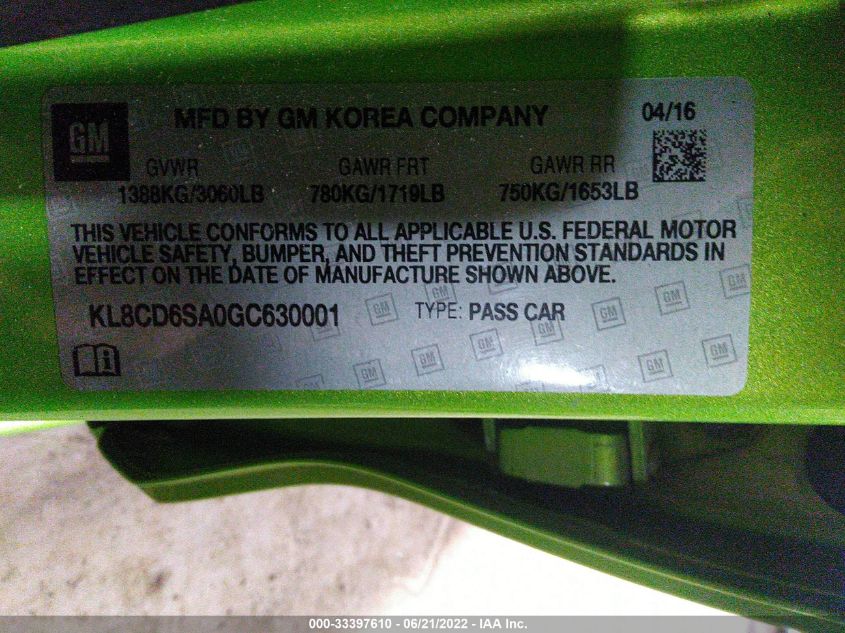 GM
MFD BY GM KOREA COMPANY
04/16
GVWR GAWR FRT GAWR RR
1388KG/3060LB 780KG/1719LB 750KG/1653LB
THIS VEHICLE CONFORMS TO ALL APPLICABLE U.S. FEDERAL MOTOR
VEHICLE SAFETY, BUMPER, AND THEFT PREVENTION STANDARDS IN
EFFECT ON THE DATE OF MANUFACTURE SHOWN ABOVE.
KL8CD6SA0GC630001 TYPE: PASS CAR
000-33397610 - 06/21/2022 - IAA Inc.